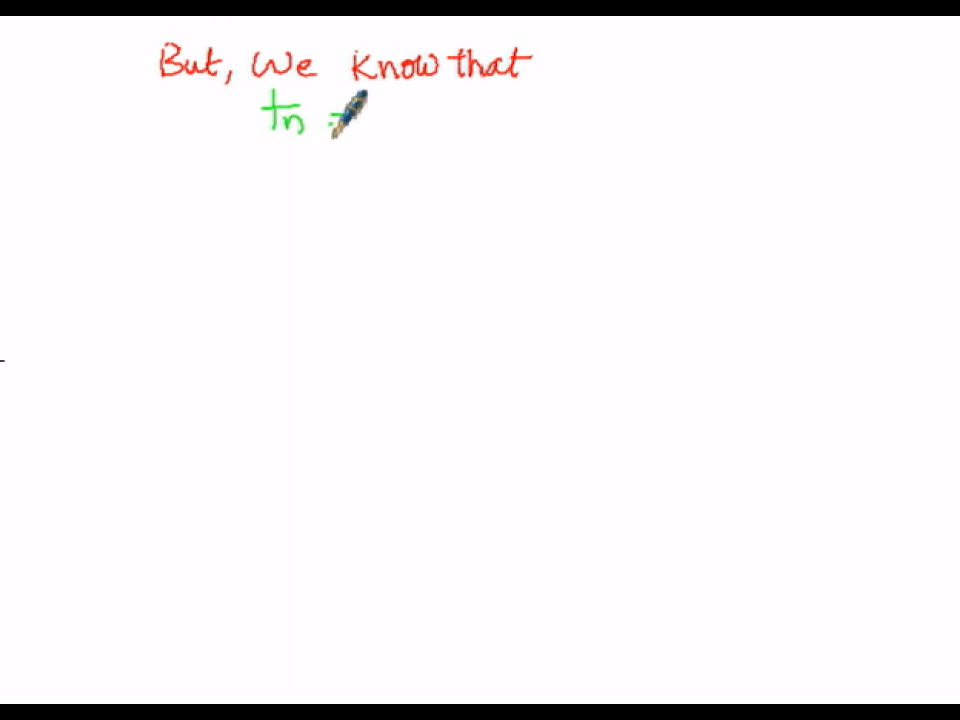 But, We know that
tn =